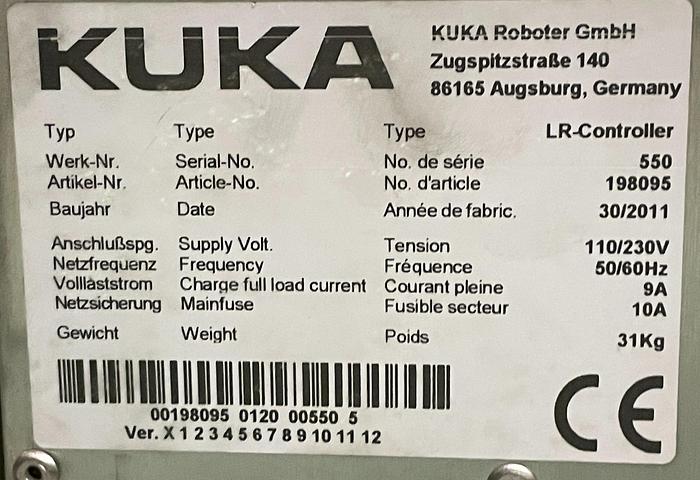 KUKA
KUKA Roboter GmbH
Zugspitzstraße 140
86165 Augsburg, Germany
Typ Type Type LR-Controller
Werk-Nr. Serial-No. No. de série 550
Artikel-Nr. Article-No. No. d'article 198095
Baujahr Date Année de fabric. 30/2011
Anschlußspg. Supply Volt. Tension 110/230V
Netzfrequenz Frequency Fréquence 50/60Hz
Volllaststrom Charge full load current Courant pleine 9A
Netzsicherung Mainfuse Fusible secteur 10A
Gewicht Weight Poids 31Kg
00198095 0120 00550 5
Ver. X 1 2 3 4 5 6 7 8 9 10 11 12
CE